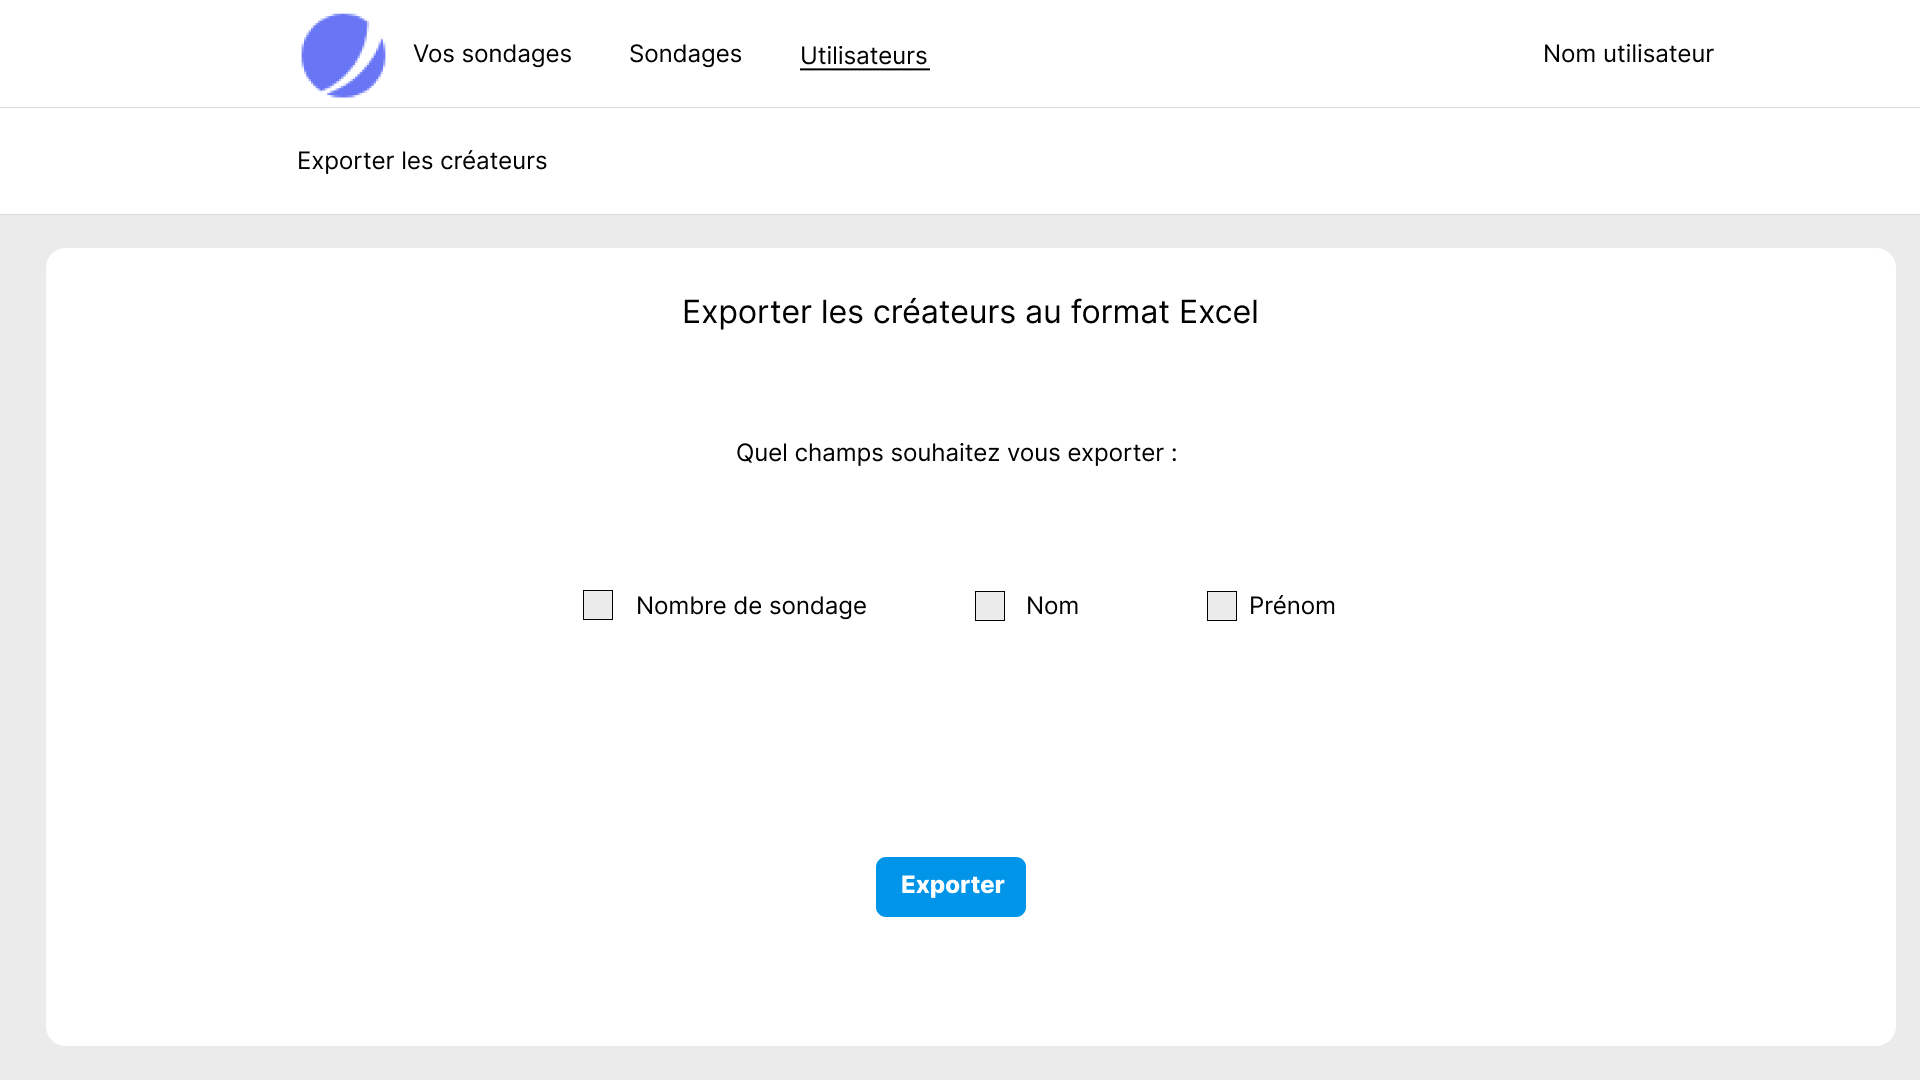 Vos sondages
Sondages
Utilisateurs
Nom utilisateur
Exporter les créateurs
Exporter les créateurs au format Excel
Quel champs souhaitez vous exporter :
Nombre de sondage
Nom
Prénom
Exporter